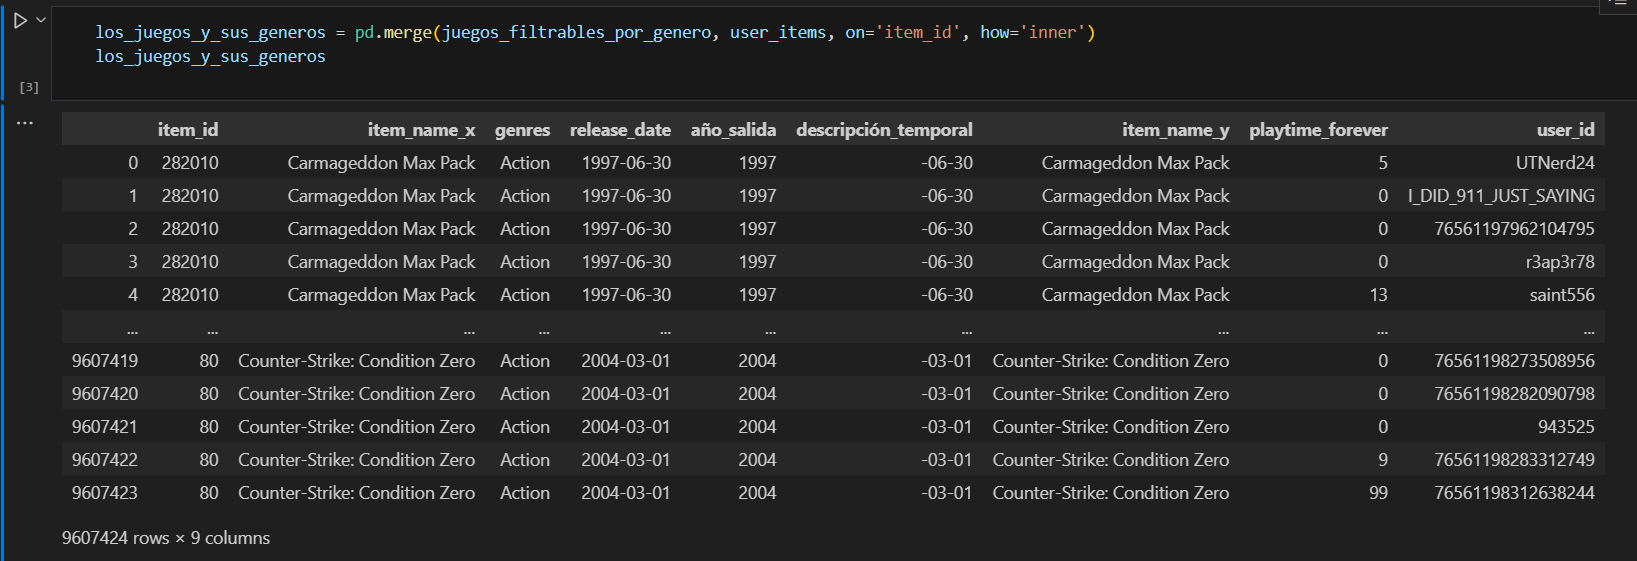 los_juegos_y_sus_generos = pd.merge(juegos_filtrables_por_genero, user_items, on='item_id', how='inner')
los_juegos_y_sus_generos
[3]
...
item_id item_name_x genres release_date año_salida descripción_temporal item_name_y playtime_forever user_id
0 282010 Carmageddon Max Pack Action 1997-06-30 1997 -06-30 Carmageddon Max Pack 5 UTNerd24
1 282010 Carmageddon Max Pack Action 1997-06-30 1997 -06-30 Carmageddon Max Pack 0 I_DID_911_JUST_SAYING
2 282010 Carmageddon Max Pack Action 1997-06-30 1997 -06-30 Carmageddon Max Pack 0 76561197962104795
3 282010 Carmageddon Max Pack Action 1997-06-30 1997 -06-30 Carmageddon Max Pack 0 r3ap3r78
4 282010 Carmageddon Max Pack Action 1997-06-30 1997 -06-30 Carmageddon Max Pack 13 saint556
... ... ... ... ... ... ... ... ... ...
9607419 80 Counter-Strike: Condition Zero Action 2004-03-01 2004 -03-01 Counter-Strike: Condition Zero 0 76561198273508956
9607420 80 Counter-Strike: Condition Zero Action 2004-03-01 2004 -03-01 Counter-Strike: Condition Zero 0 76561198282090798
9607421 80 Counter-Strike: Condition Zero Action 2004-03-01 2004 -03-01 Counter-Strike: Condition Zero 0 943525
9607422 80 Counter-Strike: Condition Zero Action 2004-03-01 2004 -03-01 Counter-Strike: Condition Zero 9 76561198283312749
9607423 80 Counter-Strike: Condition Zero Action 2004-03-01 2004 -03-01 Counter-Strike: Condition Zero 99 76561198312638244
9607424 rows × 9 columns